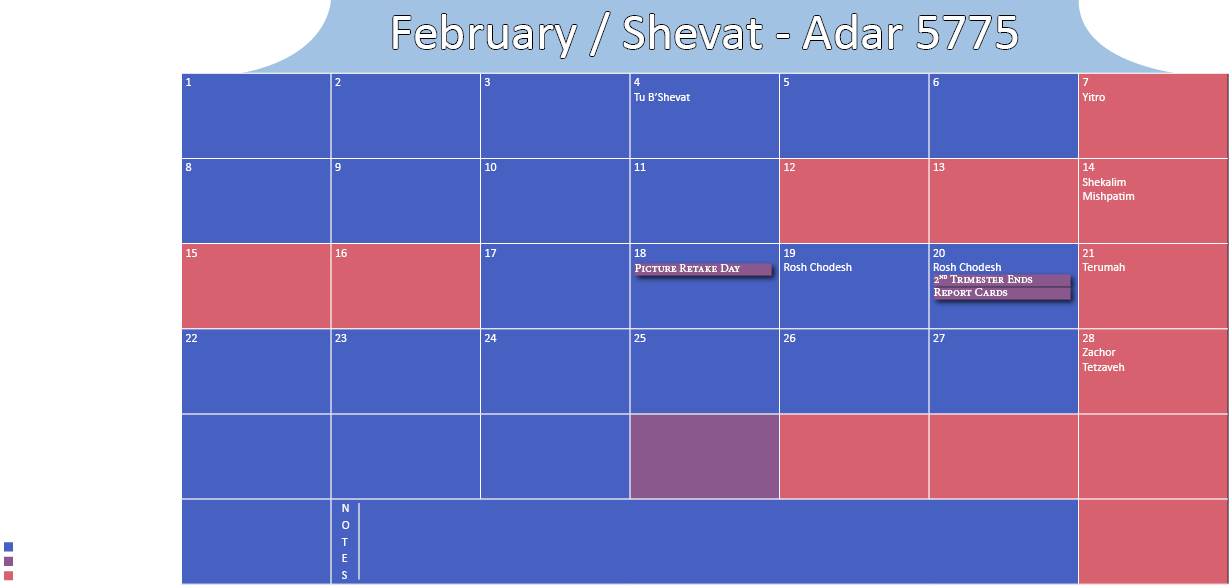 February / Shevat - Adar 5775
1
2
3
4
Tu B’Shevat
5
6
7
Yitro
8
9
10
11
12
13
14
Shekalim
Mishpatim
15
16
17
18
Picture Retake Day
19
Rosh Chodesh
20
Rosh Chodesh
2nd Trimester Ends
Report Cards
21
Terumah
22
23
24
25
26
27
28
Zachor
Tetzaveh
N
O
T
E
S